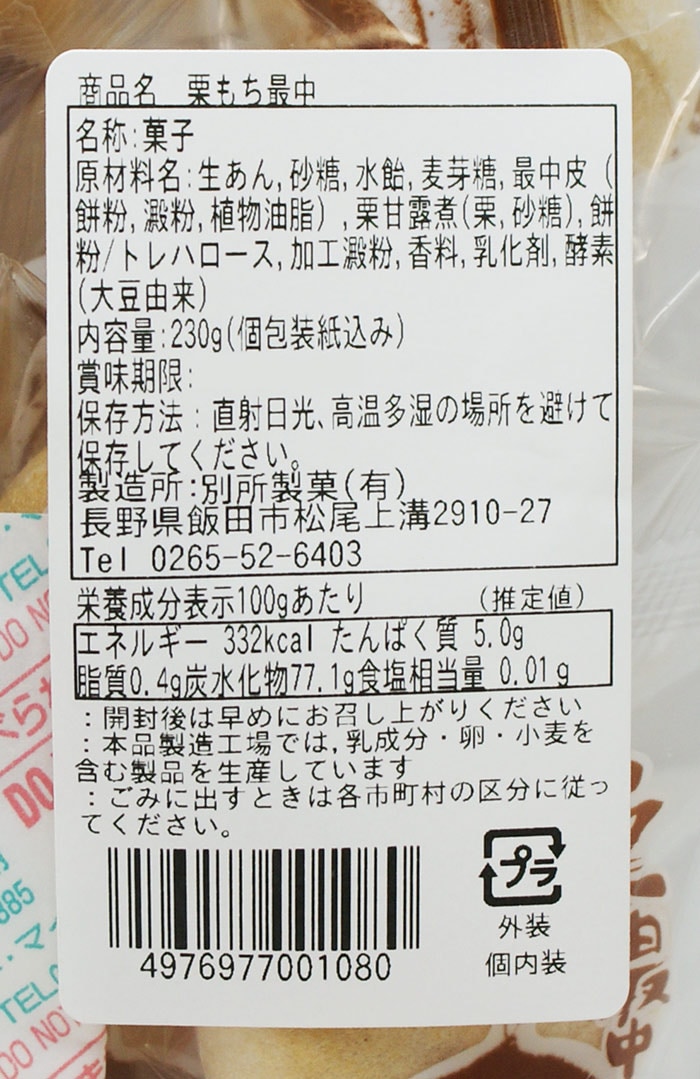 商品名 栗もち最中
名称:菓子
原材料名:生あん,砂糖,水飴,麦芽糖,最中皮(
餅粉,澱粉,植物油脂),栗甘露煮(栗,砂糖),餅
粉/トレハロース,加工澱粉,香料,乳化剤,酵素
(大豆由来)
内容量:230g(個包装紙込み)
賞味期限:
保存方法:直射日光、高温多湿の場所を避けて
保存してください。
製造所:別所製菓(有)
長野県飯田市松尾上溝2910-27
Tel 0265-52-6403
栄養成分表示100gあたり (推定値)
エネルギー 332kcal たんぱく質 5.0g
脂質0.4g炭水化物77.1g食塩相当量 0.01g
:開封後は早めにお召し上がりください
:本品製造工場では,乳成分・卵・小麦を
含む製品を生産しています
:ごみに出すときは各市町村の区分に従っ
てください。
4976977001080
プラ
外装
個内装
TEL
DO NO
DO
885
TEL
DO NO
最中